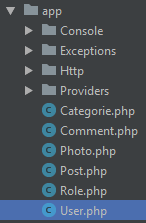 app
Console
Exceptions
Http
Providers
Categorie.php
Comment.php
Photo.php
Post.php
Role.php
User.php